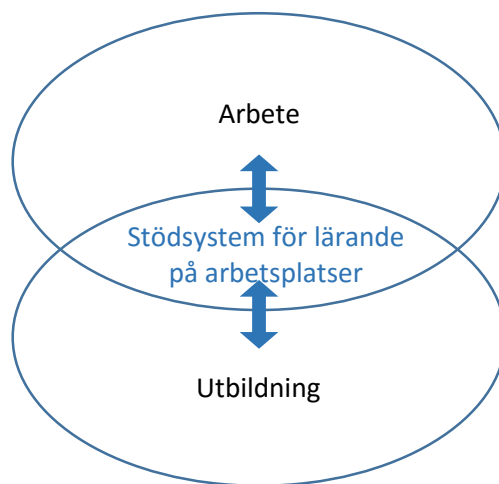 Arbete
Stödsystem för lärande
på arbetsplatser
Utbildning